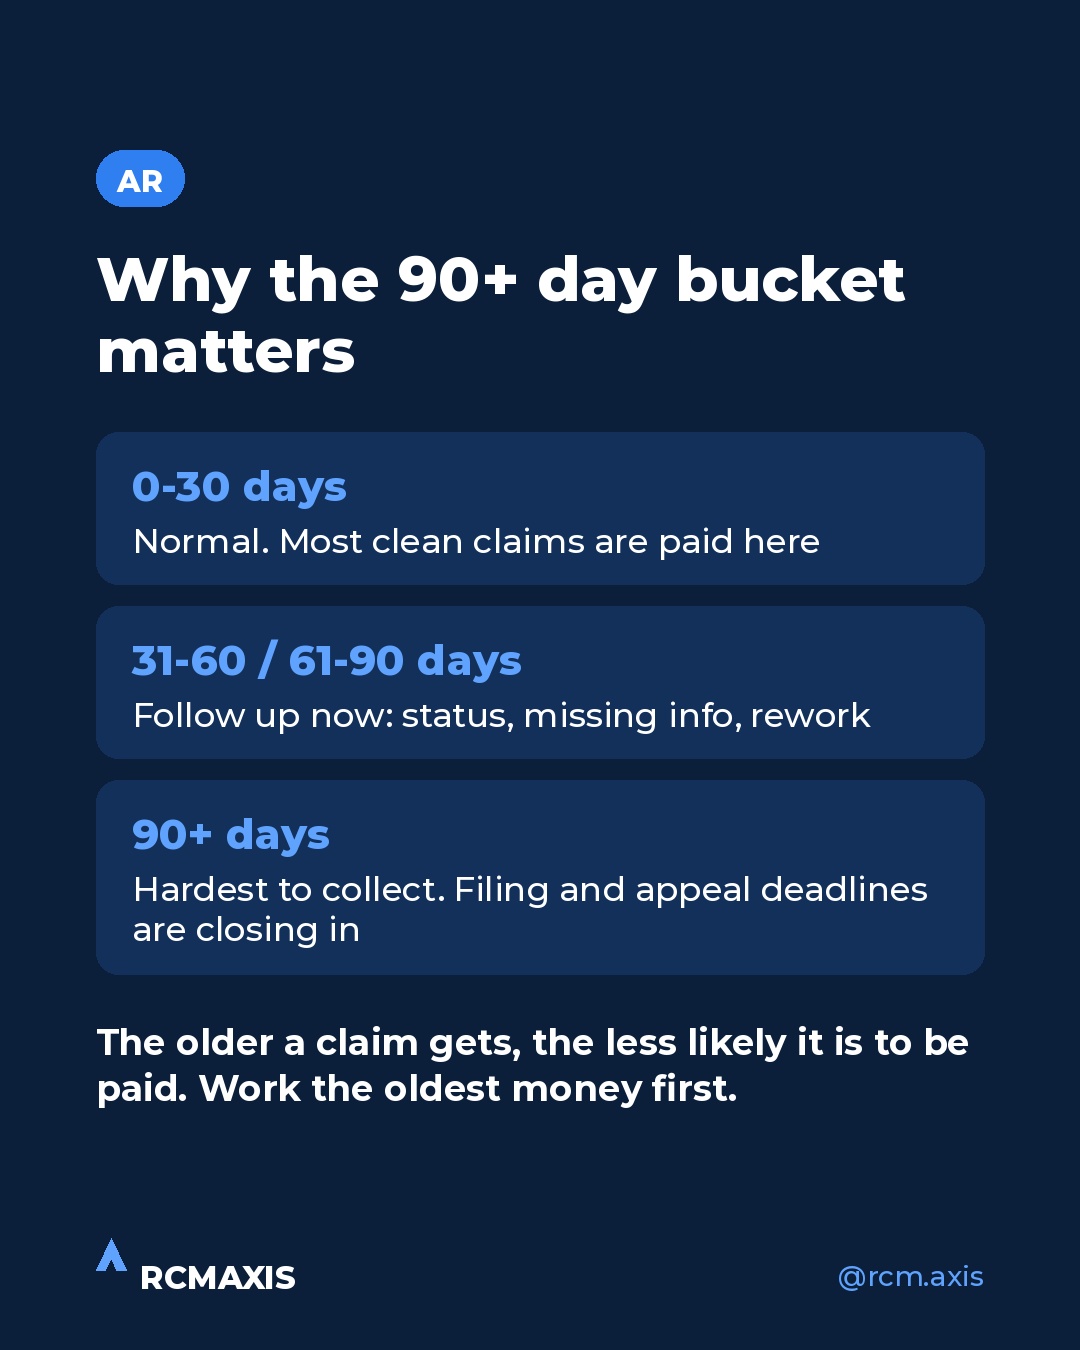 AR
Why the 90+ day bucket
matters
0-30 days
Normal. Most clean claims are paid here
31-60 / 61-90 days
Follow up now: status, missing info, rework
90+ days
Hardest to collect. Filing and appeal deadlines
are closing in
The older a claim gets, the less likely it is to be
paid. Work the oldest money first.
RCMAXIS
@rcm.axis